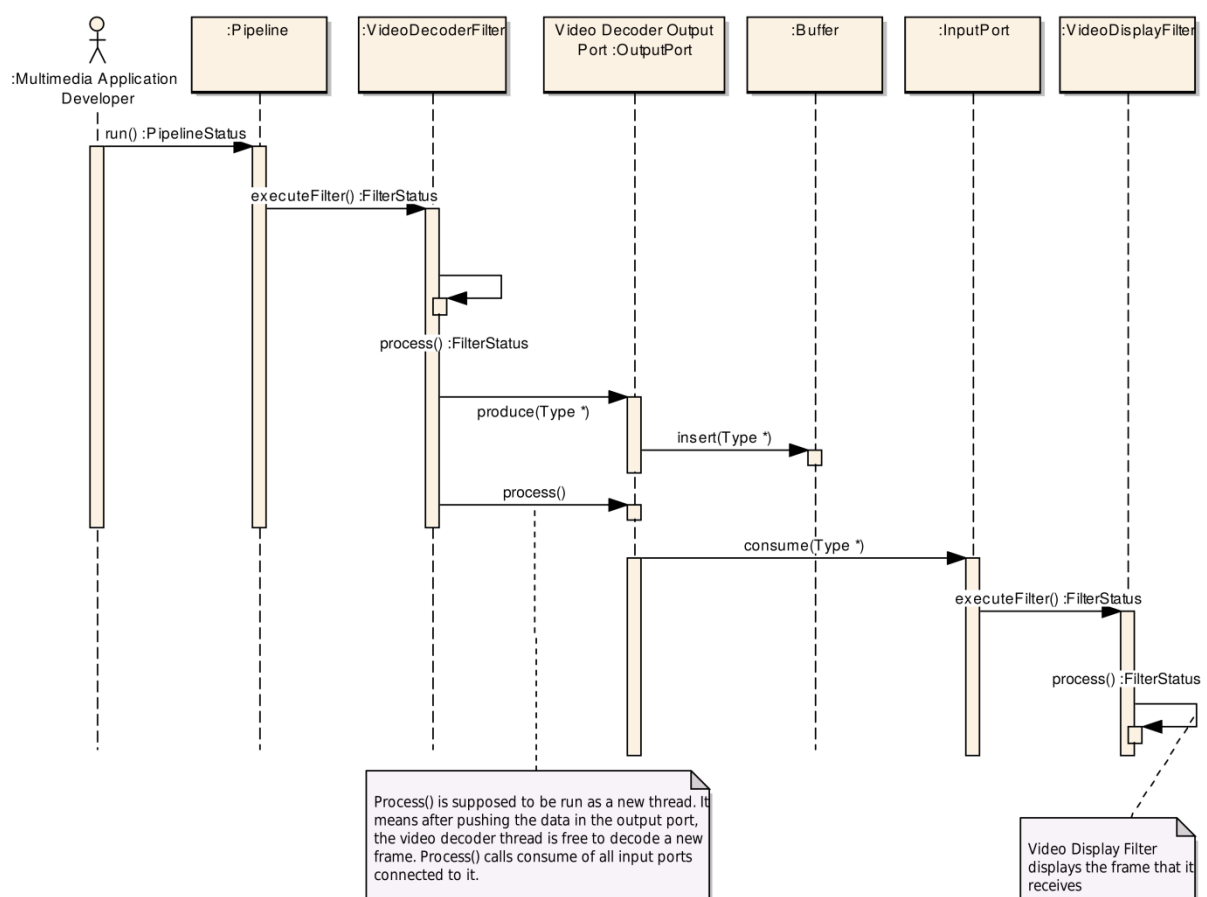 :Multimedia Application
Developer
:Pipeline
:VideoDecoderFilter
Video Decoder Output
Port :OutputPort
:Buffer
:InputPort
:VideoDisplayFilter
run() :PipelineStatus
executeFilter() :FilterStatus
process() :FilterStatus
produce(Type *)
insert(Type *)
process()
consume(Type *)
executeFilter() :FilterStatus
process() :FilterStatus
Process() is supposed to be run as a new thread. It
means after pushing the data in the output port,
the video decoder thread is free to decode a new
frame. Process() calls consume of all input ports
connected to it.
Video Display Filter
displays the frame that it
receives